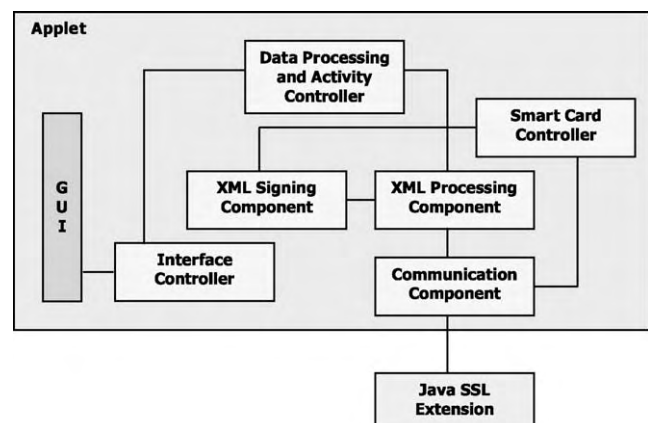 Applet
Data Processing
and Activity
Controller
Smart Card
Controller
G
U
I
XML Signing
Component
XML Processing
Component
Interface
Controller
Communication
Component
Java SSL
Extension